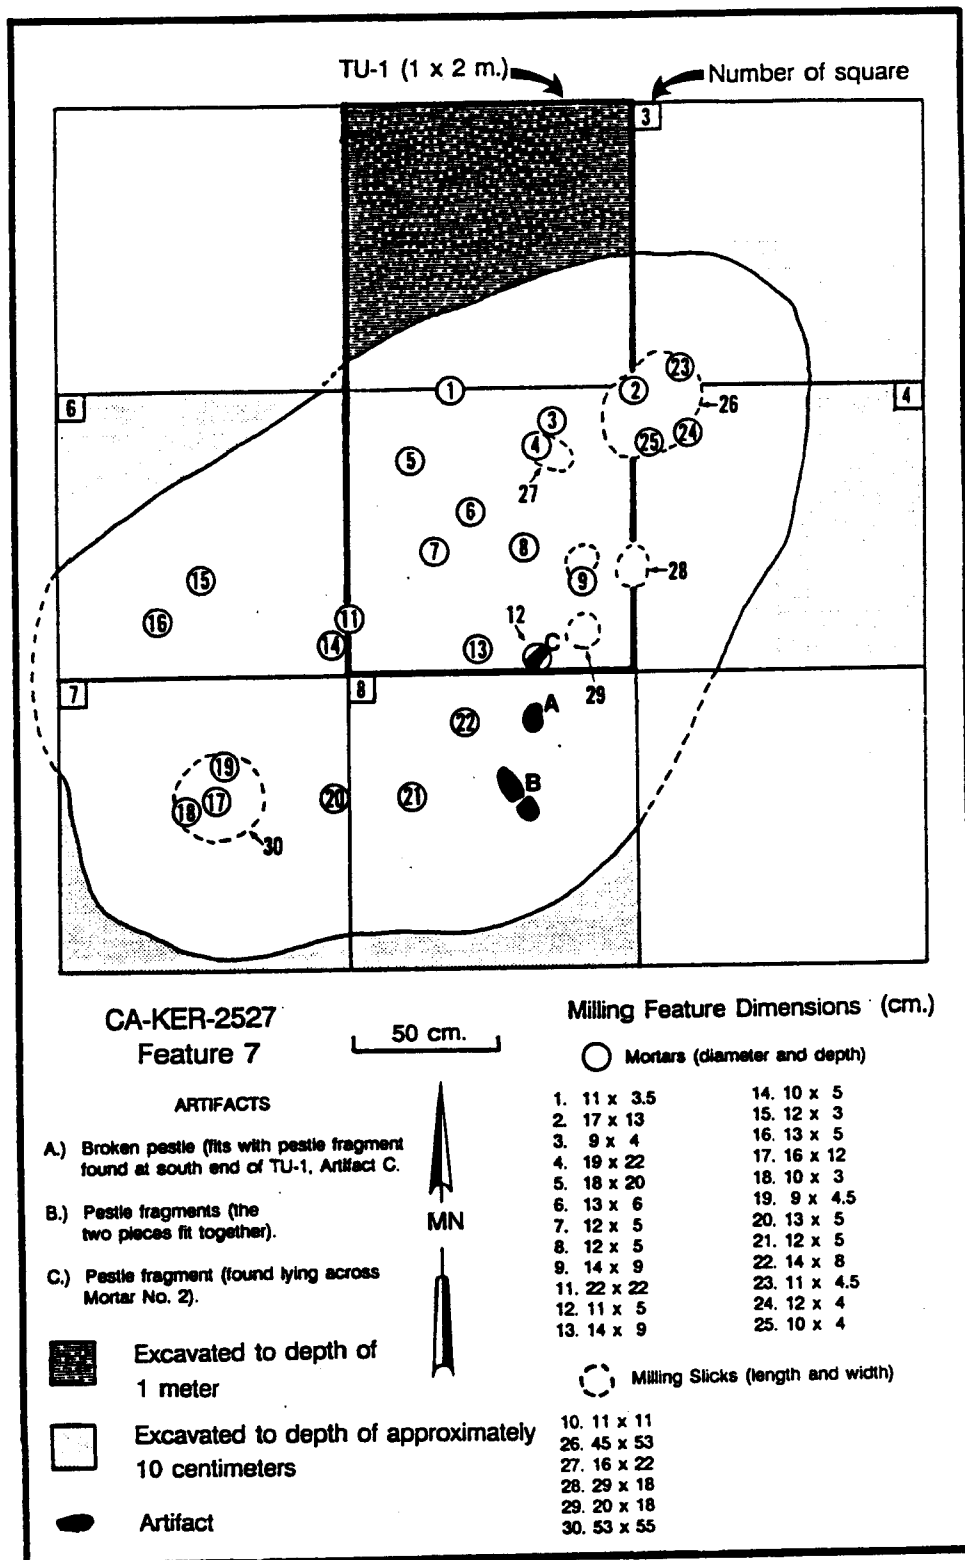 TU-1 (1 x 2 m.)
Number of square
3
6
4
7
8
1
2
23
26
3
4
24
25
5
27
6
7
8
9
28
15
16
11
14
12
13
C
29
A
22
19
18
17
20
21
B
30
CA-KER-2527
Feature 7
50 cm.
ARTIFACTS
A.) Broken pestle (fits with pestle fragment
found at south end of TU-1, Artifact C.
B.) Pestle fragments (the
two pieces fit together).
C.) Pestle fragment (found lying across
Mortar No. 2).
MN
Excavated to depth of
1 meter
Excavated to depth of approximately
10 centimeters
Artifact
Milling Feature Dimensions (cm.)
Mortars (diameter and depth)
1. 11 x 3.5
2. 17 x 13
3. 9 x 4
4. 19 x 22
5. 18 x 20
6. 13 x 6
7. 12 x 5
8. 12 x 5
9. 14 x 9
11. 22 x 22
12. 11 x 5
13. 14 x 9
14. 10 x 5
15. 12 x 3
16. 13 x 5
17. 16 x 12
18. 10 x 3
19. 9 x 4.5
20. 13 x 5
21. 12 x 5
22. 14 x 8
23. 11 x 4.5
24. 12 x 4
25. 10 x 4
Milling Slicks (length and width)
10. 11 x 11
26. 45 x 53
27. 16 x 22
28. 29 x 18
29. 20 x 18
30. 53 x 55